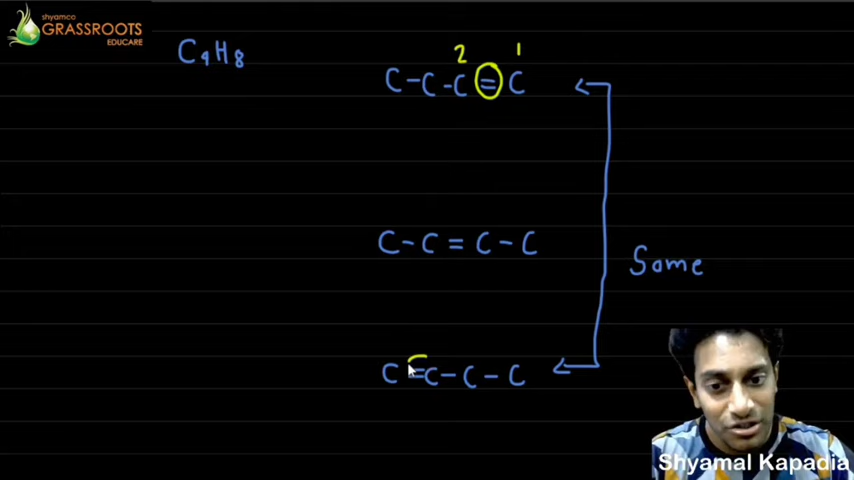 shyamco
GRASSROOTS
EDUCARE
C4H8
2 1
C-C-C=C
C-C=C-C
Same
C=C-C-C
Shyamal Kapadia